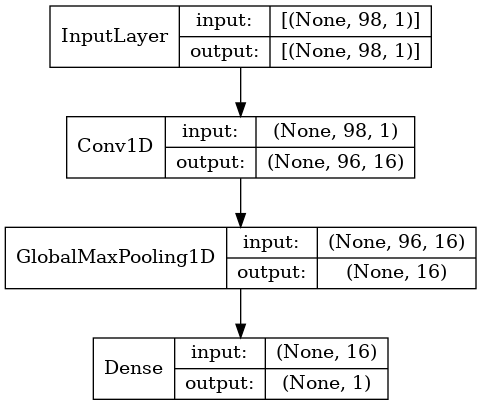 InputLayer input: [(None, 98, 1)]
output: [(None, 98, 1)]
Conv1D input: (None, 98, 1)
output: (None, 96, 16)
GlobalMaxPooling1D input: (None, 96, 16)
output: (None, 16)
Dense input: (None, 16)
output: (None, 1)